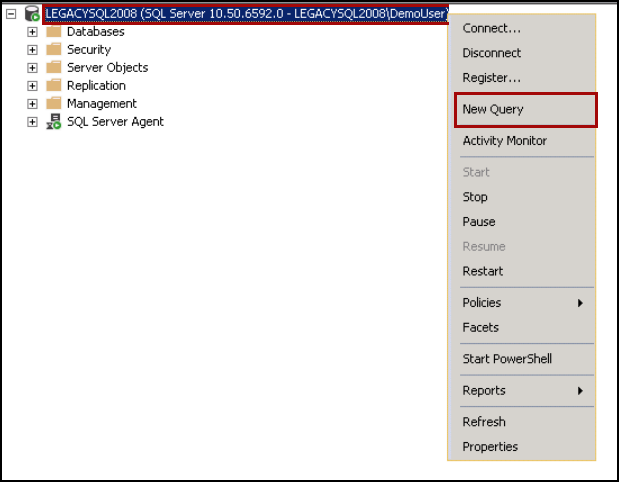 LEGACYSQL2008 (SQL Server 10.50.6592.0 - LEGACYSQL2008\DemoUser)
Databases
Security
Server Objects
Replication
Management
SQL Server Agent
Connect...
Disconnect
Register...
New Query
Activity Monitor
Start
Stop
Pause
Resume
Restart
Policies
Facets
Start PowerShell
Reports
Refresh
Properties